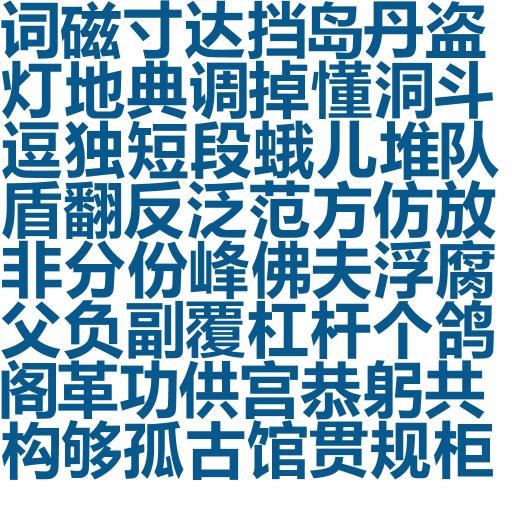 词磁寸达挡岛丹盗
灯地典调掉懂洞斗
逗独短段蛾儿堆队
盾翻反泛范方仿放
非分份峰佛夫浮腐
父负副覆杠杆个鸽
阁革功供宫恭躬共
构够孤古馆贯规柜